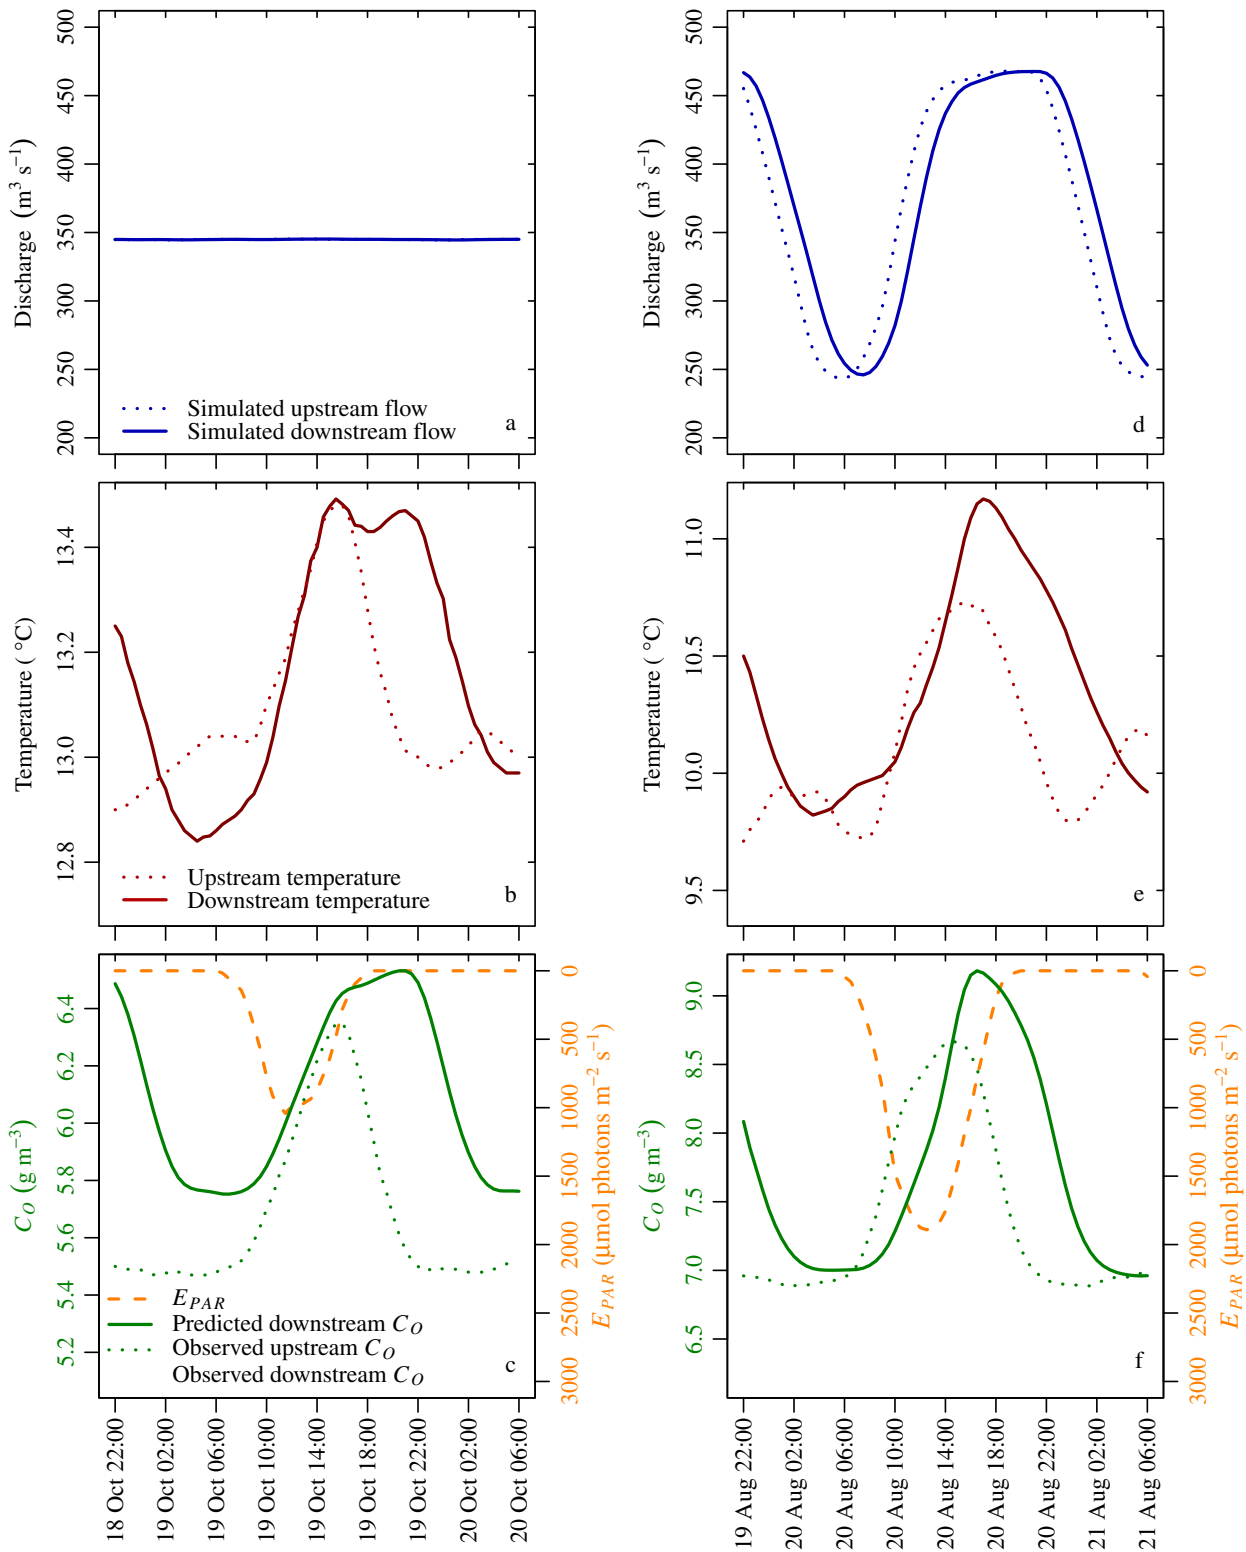 500
450
400
350
300
250
200
Discharge (m³ s⁻¹)
Simulated upstream flow
Simulated downstream flow
a
500
450
400
350
300
250
200
Discharge (m³ s⁻¹)
d
13.4
13.2
13.0
12.8
Temperature ( °C)
Upstream temperature
Downstream temperature
b
11.0
10.5
10.0
9.5
Temperature ( °C)
e
6.4
6.2
6.0
5.8
5.6
5.4
5.2
C_O (g m⁻³)
0
500
1000
1500
2000
2500
3000
E_PAR (μmol photons m⁻² s⁻¹)
E_PAR
Predicted downstream C_O
Observed upstream C_O
Observed downstream C_O
c
9.0
8.5
8.0
7.5
7.0
6.5
C_O (g m⁻³)
0
500
1000
1500
2000
2500
3000
E_PAR (μmol photons m⁻² s⁻¹)
f
18 Oct 22:00
19 Oct 02:00
19 Oct 06:00
19 Oct 10:00
19 Oct 14:00
19 Oct 18:00
19 Oct 22:00
20 Oct 02:00
20 Oct 06:00
19 Aug 22:00
20 Aug 02:00
20 Aug 06:00
20 Aug 10:00
20 Aug 14:00
20 Aug 18:00
20 Aug 22:00
21 Aug 02:00
21 Aug 06:00